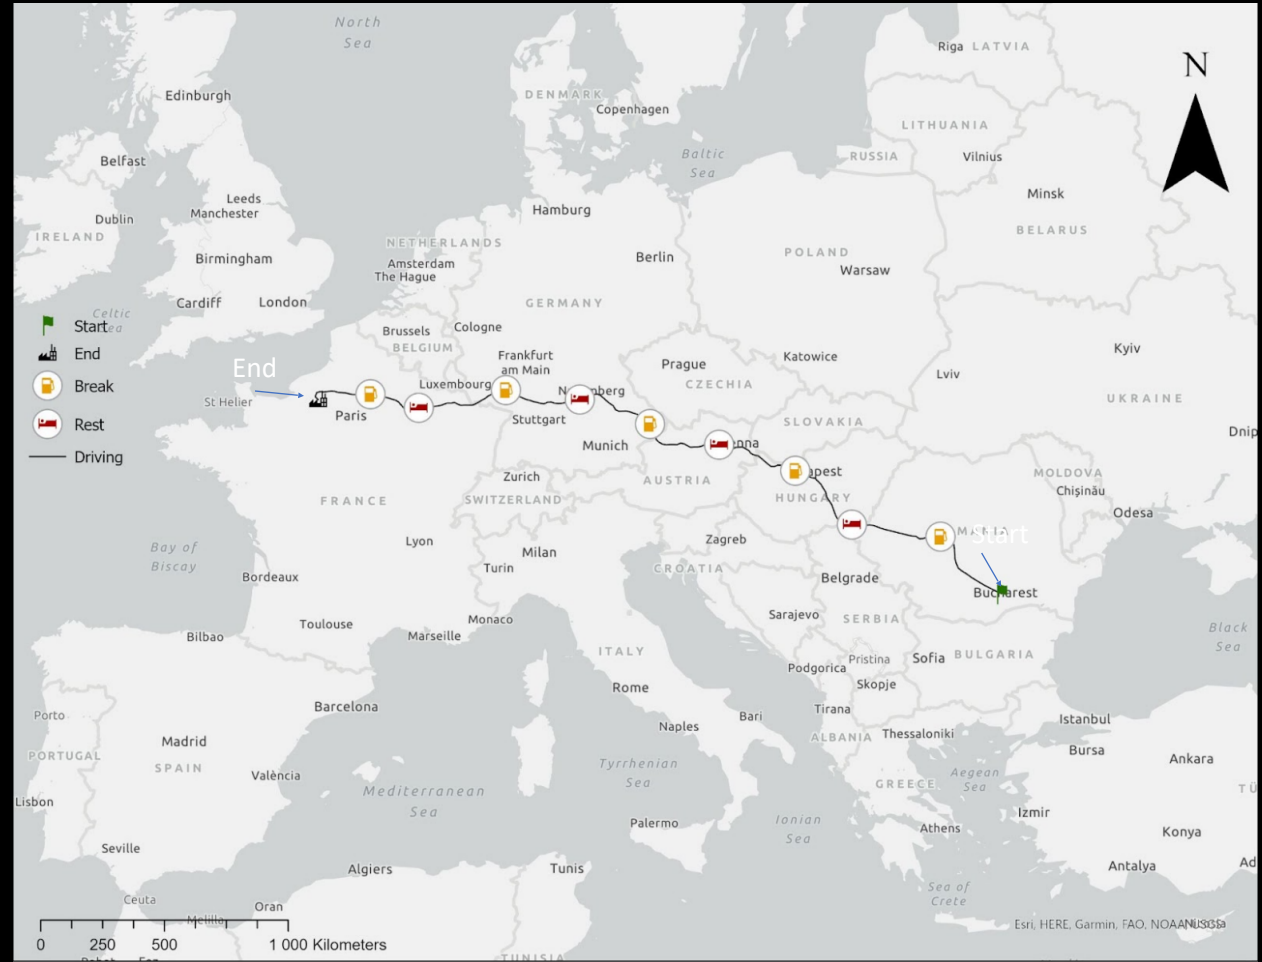 North
Sea
Riga
LATVIA
N
Edinburgh
DENMARK
Copenhagen
LITHUANIA
Baltic
Sea
RUSSIA
Vilnius
Belfast
Minsk
Leeds
Manchester
Hamburg
Dublin
IRELAND
BELARUS
NETHERLANDS
Amsterdam
The Hague
Birmingham
Berlin
POLAND
Warsaw
Cardiff
London
GERMANY
Celtic
Sea
Start
Brussels
Cologne
BELGIUM
Kyiv
End
Frankfurt
am Main
Katowice
Prague
End
Lviv
Break
Luxembourg
CZECHIA
UKRAINE
St Helier
Paris
Stuttgart
SLOVAKIA
Rest
Munich
Driving
MOLDOVA
Zurich
AUSTRIA
Chișinău
FRANCE
SWITZERLAND
HUNGARY
Odesa
Start
Lyon
Zagreb
Bay of
Biscay
Milan
Turin
CROATIA
Bordeaux
Belgrade
Bucharest
Toulouse
Monaco
Sarajevo
SERBIA
Bilbao
Marseille
Black
Sea
ITALY
Pristina
Sofia
BULGARIA
Podgorica
Skopje
Rome
Barcelona
Tirana
Porto
Bari
Istanbul
Naples
ALBANIA
Thessaloniki
Madrid
Bursa
PORTUGAL
SPAIN
Ankara
Tyrrhenian
Sea
València
Aegean
Sea
GREECE
Mediterranean
Sea
Lisbon
Izmir
Palermo
Ionian
Sea
Athens
Konya
Seville
Algiers
Tunis
Antalya
Ceuta
Sea of
Crete
Oran
Melilla
Esri, HERE, Garmin, FAO, NOAA, USGS
0 250 500 1 000 Kilometers
TUNISIA